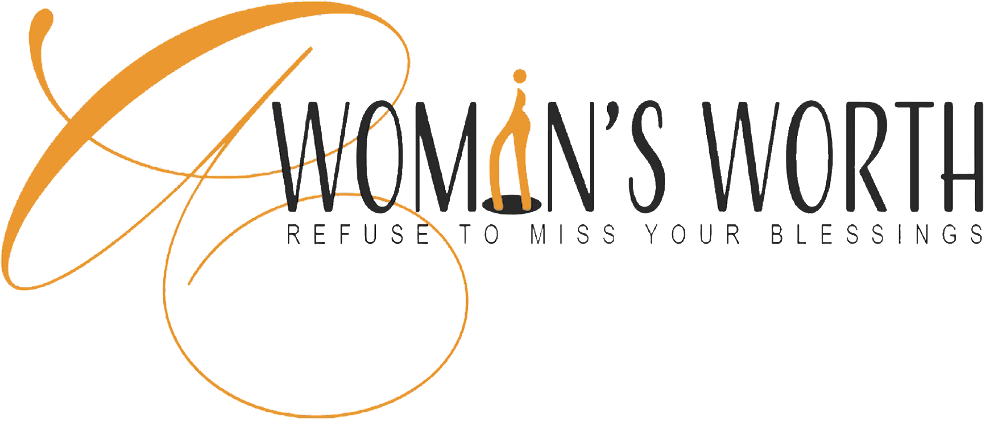 A WOMAN'S WORTH
REFUSE TO MISS YOUR BLESSINGS